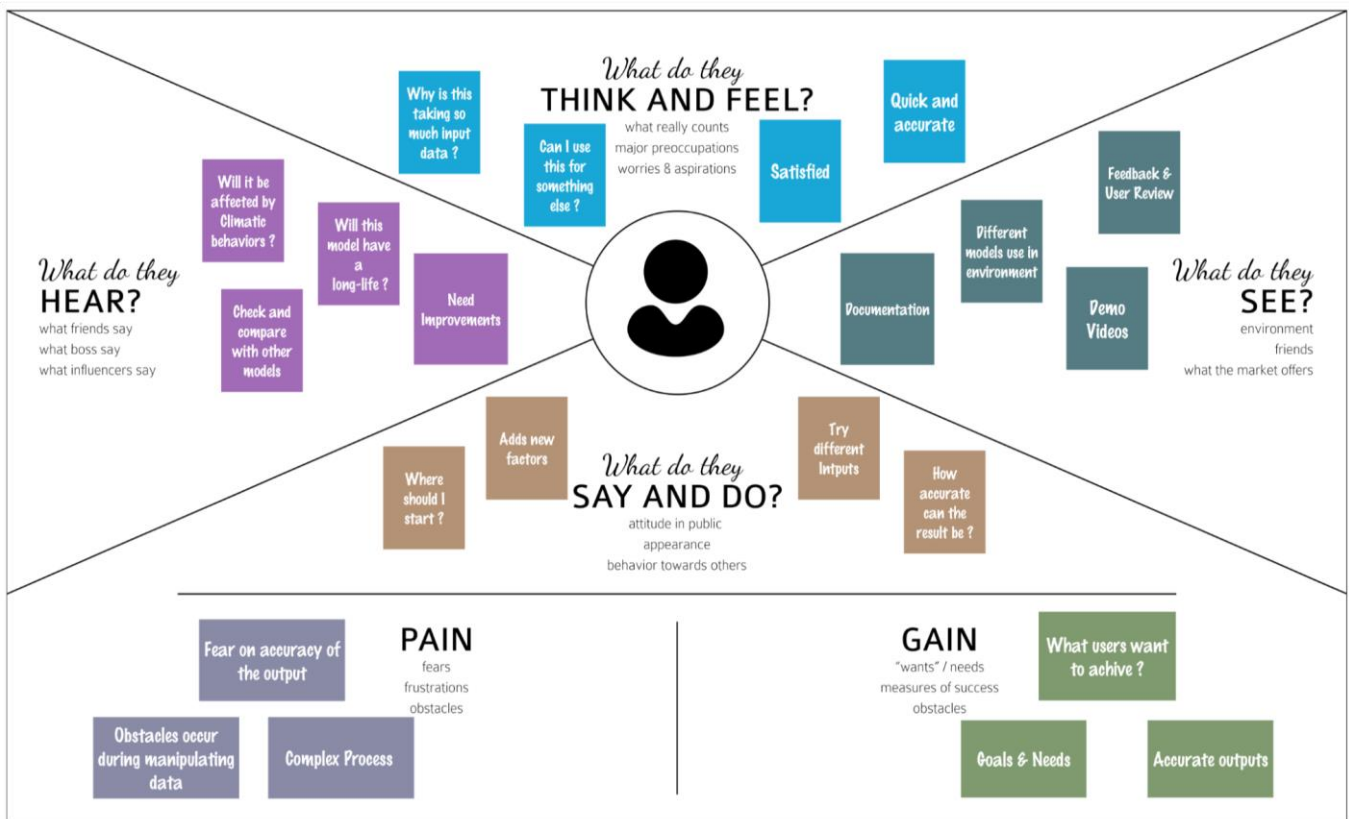 What do they
THINK AND FEEL?
what really counts
major preoccupations
worries & aspirations
Why is this
taking so
much input
data ?
Can I use
this for
something
else ?
Satisfied
Quick and
accurate
What do they
HEAR?
what friends say
what boss say
what influencers say
Will it be
affected by
Climatic
behaviors ?
Will this
model have
a
long-life ?
Check and
compare
with other
models
Need
Improvements
What do they
SEE?
environment
friends
what the market offers
Feedback &
User Review
Different
models use in
environment
Documentation
Demo
Videos
What do they
SAY AND DO?
attitude in public
appearance
behavior towards others
Where
should I
start ?
Adds new
factors
Try
different
Intputs
How
accurate
can the
result be ?
PAIN
fears
frustrations
obstacles
Fear on accuracy of
the output
Obstacles occur
during manipulating
data
Complex Process
GAIN
"wants" / needs
measures of success
obstacles
What users want
to achive ?
Goals & Needs
Accurate outputs